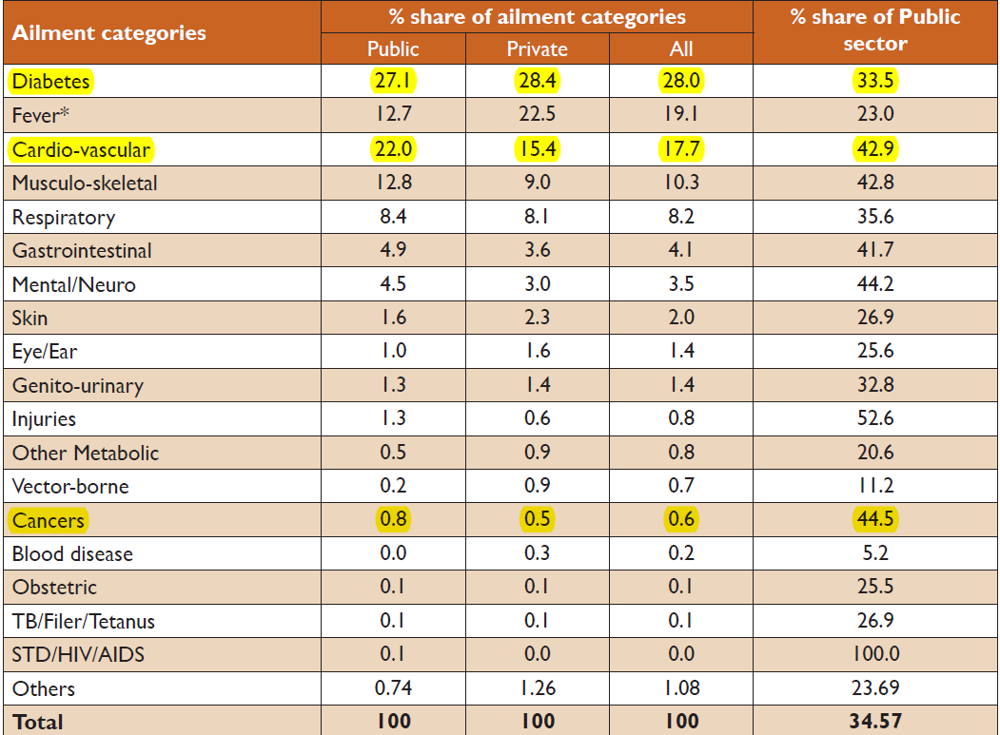 Ailment categories % share of ailment categories % share of Public sector
Public Private All
Diabetes 27.1 28.4 28.0 33.5
Fever* 12.7 22.5 19.1 23.0
Cardio-vascular 22.0 15.4 17.7 42.9
Musculo-skeletal 12.8 9.0 10.3 42.8
Respiratory 8.4 8.1 8.2 35.6
Gastrointestinal 4.9 3.6 4.1 41.7
Mental/Neuro 4.5 3.0 3.5 44.2
Skin 1.6 2.3 2.0 26.9
Eye/Ear 1.0 1.6 1.4 25.6
Genito-urinary 1.3 1.4 1.4 32.8
Injuries 1.3 0.6 0.8 52.6
Other Metabolic 0.5 0.9 0.8 20.6
Vector-borne 0.2 0.9 0.7 11.2
Cancers 0.8 0.5 0.6 44.5
Blood disease 0.0 0.3 0.2 5.2
Obstetric 0.1 0.1 0.1 25.5
TB/Filer/Tetanus 0.1 0.1 0.1 26.9
STD/HIV/AIDS 0.1 0.0 0.0 100.0
Others 0.74 1.26 1.08 23.69
Total 100 100 100 34.57